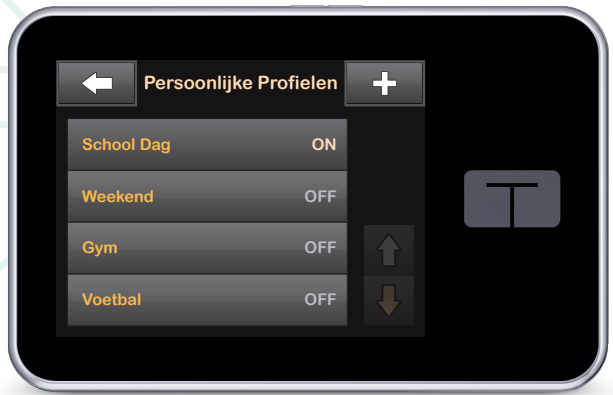 Persoonlijke Profielen
School Dag ON
Weekend OFF
Gym OFF
Voetbal OFF